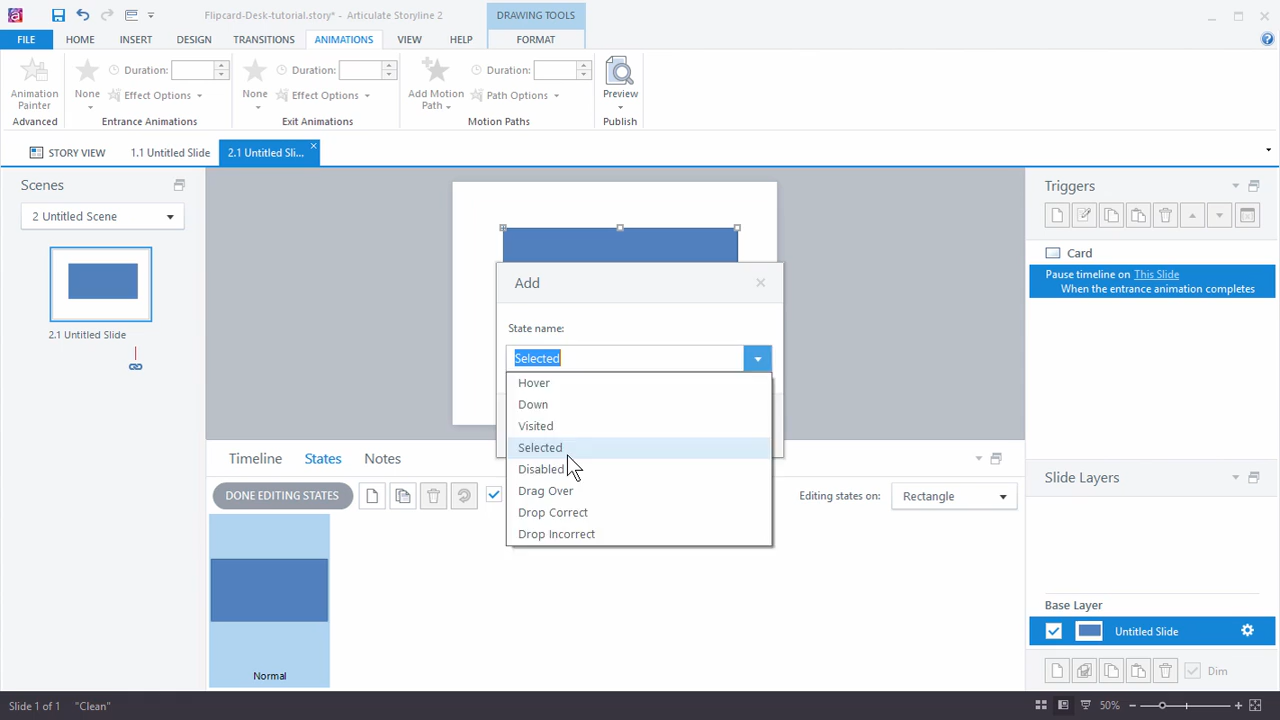 Flipcard-Desk-tutorial.story* - Articulate Storyline 2
DRAWING TOOLS
FILE
HOME
INSERT
DESIGN
TRANSITIONS
ANIMATIONS
VIEW
HELP
FORMAT
Animation Painter
None
Duration:
Effect Options
None
Duration:
Effect Options
Add Motion Path
Duration:
Path Options
Preview
Advanced
Entrance Animations
Exit Animations
Motion Paths
Publish
STORY VIEW
1.1 Untitled Slide
2.1 Untitled Sli...
Scenes
2 Untitled Scene
2.1 Untitled Slide
Add
State name:
Selected
Hover
Down
Visited
Selected
Disabled
Drag Over
Drop Correct
Drop Incorrect
Triggers
Card
Pause timeline on This Slide
When the entrance animation completes
Timeline
States
Notes
DONE EDITING STATES
Editing states on:
Rectangle
Normal
Slide Layers
Base Layer
Untitled Slide
Dim
Slide 1 of 1
"Clean"
50%